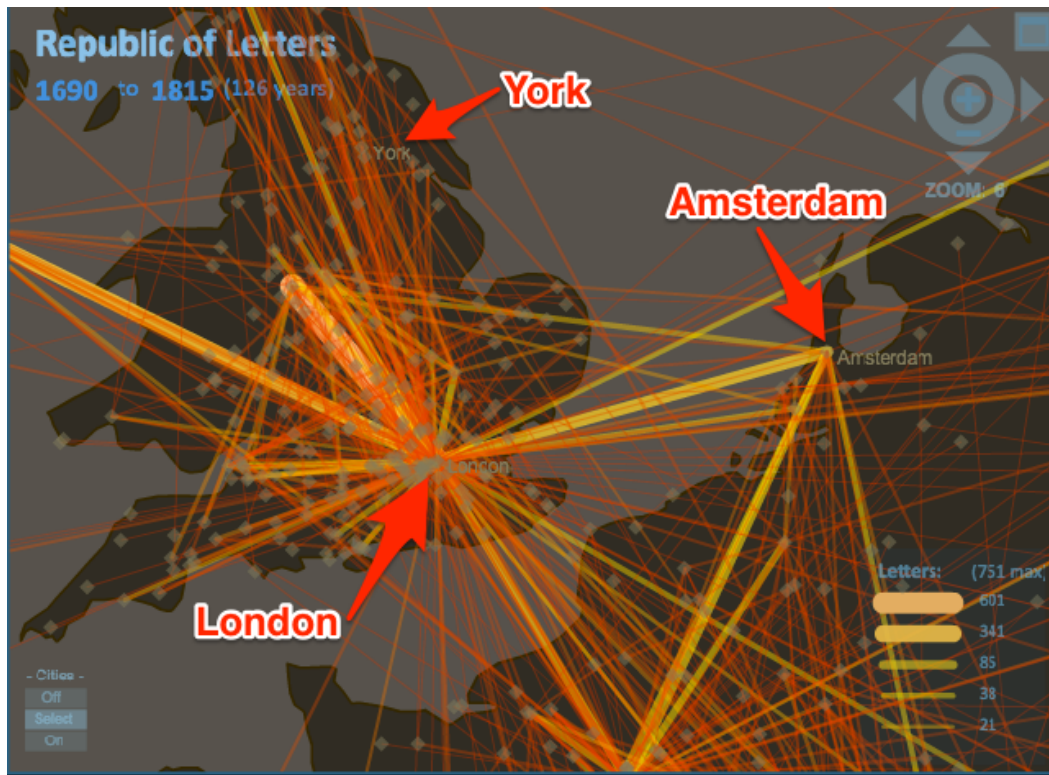 Republic of Letters
1690 to 1815 (126 years)
York
York
Amsterdam
ZOOM: 6
Amsterdam
London
London
Letters: (751 max)
601
341
85
38
21
- Cities -
Off
Select
On